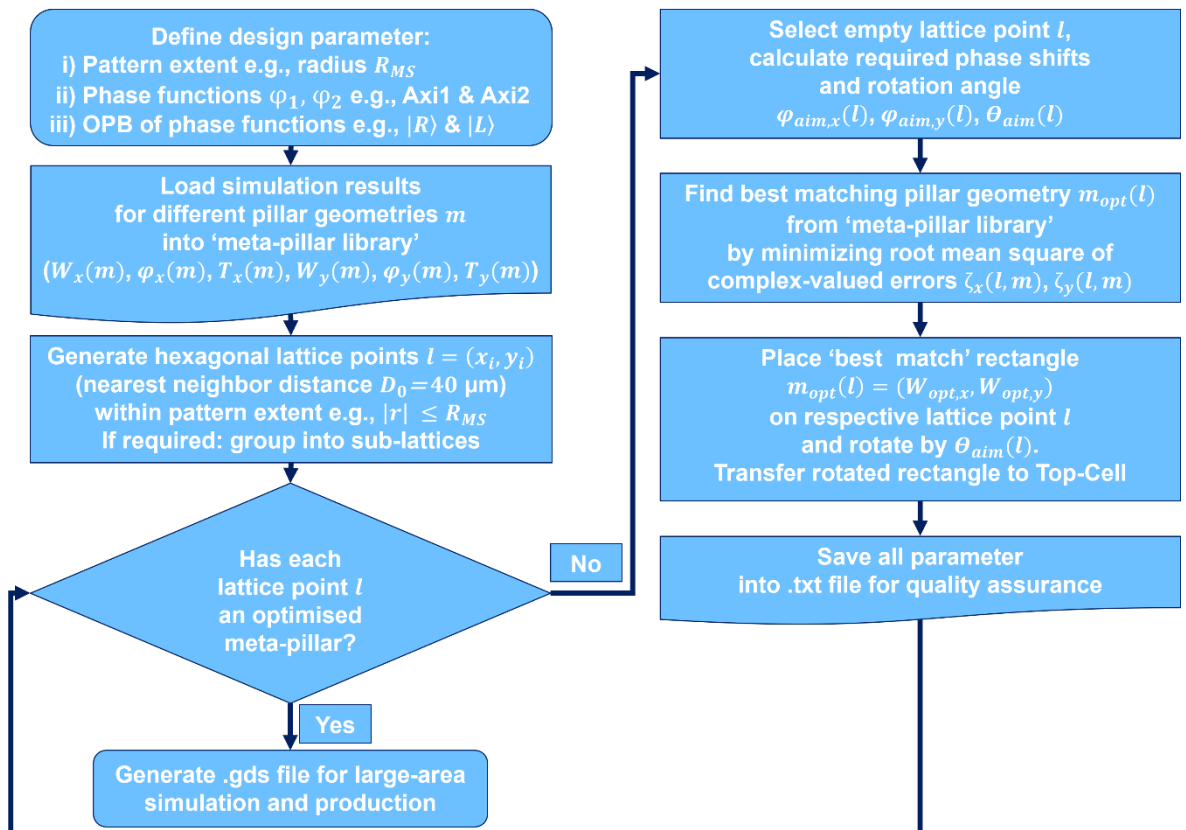 Define design parameter:
i) Pattern extent e.g., radius R_MS
ii) Phase functions φ₁, φ₂ e.g., Axi1 & Axi2
iii) OPB of phase functions e.g., |R⟩ & |L⟩
Load simulation results
for different pillar geometries m
into ‘meta-pillar library’
(W_x(m), φ_x(m), T_x(m), W_y(m), φ_y(m), T_y(m))
Generate hexagonal lattice points l = (x_i, y_i)
(nearest neighbor distance D₀=40 µm)
within pattern extent e.g., |r| ≤ R_MS
If required: group into sub-lattices
Has each
lattice point l
an optimised
meta-pillar?
No
Yes
Generate .gds file for large-area
simulation and production
Select empty lattice point l,
calculate required phase shifts
and rotation angle
φ_aim,x(l), φ_aim,y(l), θ_aim(l)
Find best matching pillar geometry m_opt(l)
from ‘meta-pillar library’
by minimizing root mean square of
complex-valued errors ζ_x(l, m), ζ_y(l, m)
Place ‘best match’ rectangle
m_opt(l) = (W_opt,x, W_opt,y)
on respective lattice point l
and rotate by θ_aim(l).
Transfer rotated rectangle to Top-Cell
Save all parameter
into .txt file for quality assurance